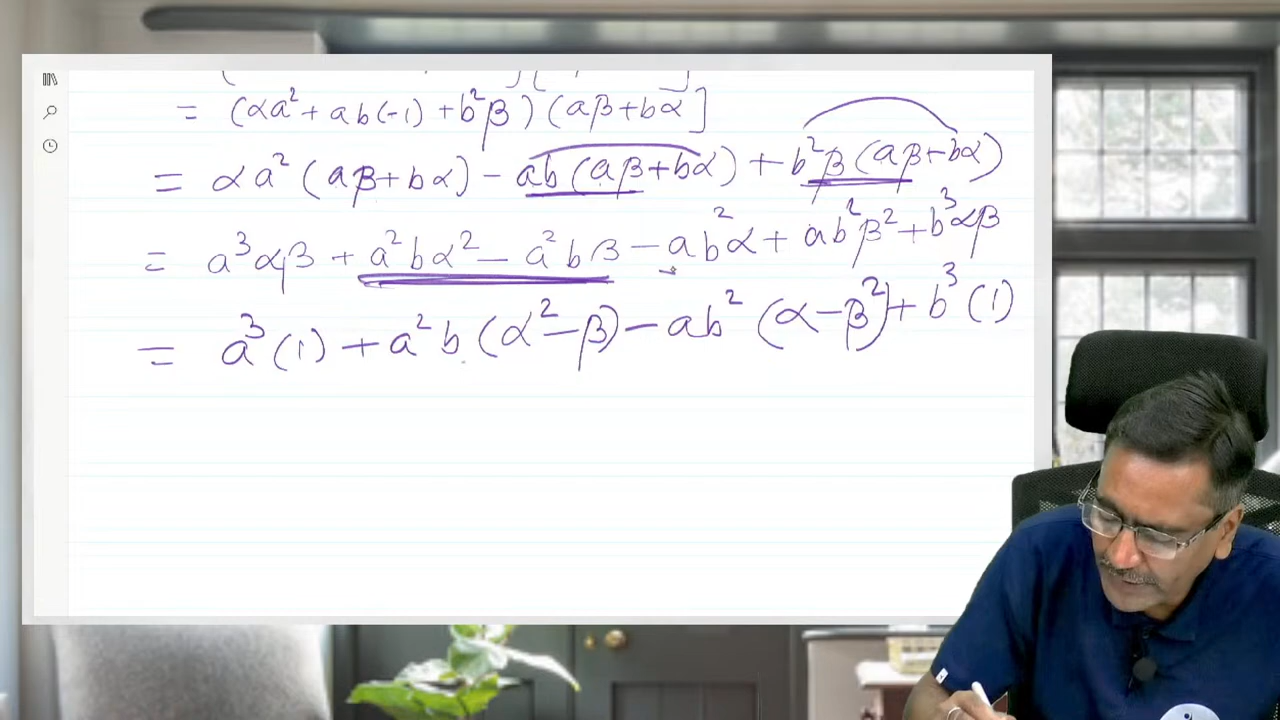 = (αa² + ab(-1) + b²β) (aβ + bα]
= αa² (aβ + bα) - ab (aβ + bα) + b²β (aβ + bα)
= a³αβ + a²bα² - a²bβ - ab²α + ab²β² + b³αβ
= a³(1) + a²b (α² - β) - ab² (α - β²) + b³ (1)